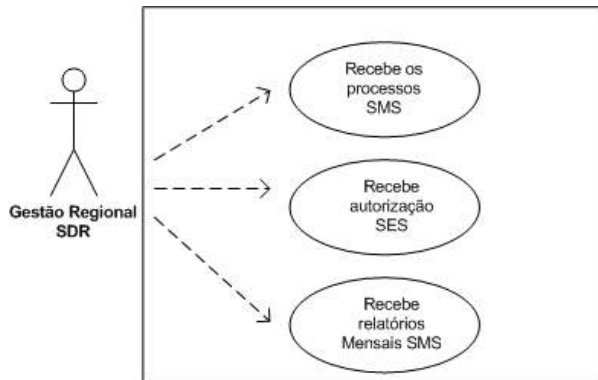 Recebe os
processos
SMS
Gestão Regional
SDR
Recebe
autorização
SES
Recebe
relatórios
Mensais SMS